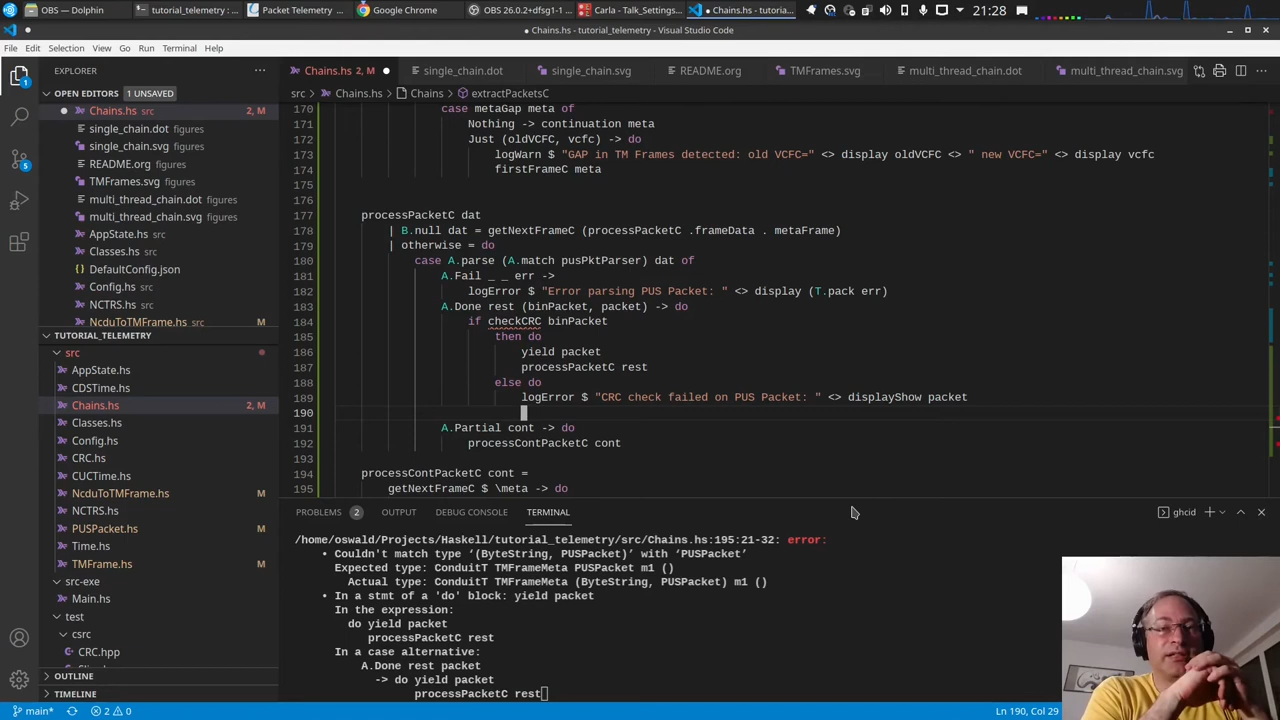 OBS — Dolphin
tutorial_telemetry : ...
Packet Telemetry ...
Google Chrome
OBS 26.0.2+dfsg1-1 ...
Carla - Talk_Settings...
● Chains.hs - tutoria...
21:28
● Chains.hs - tutorial_telemetry - Visual Studio Code
File Edit Selection View Go Run Terminal Help
EXPLORER
Chains.hs 2, M
single_chain.dot
single_chain.svg
README.org
TMFrames.svg
multi_thread_chain.dot
multi_thread_chain.svg
OPEN EDITORS 1 UNSAVED
src > Chains.hs > Chains > extractPacketsC
Chains.hs src 2, M
single_chain.dot figures
single_chain.svg figures
README.org figures
TMFrames.svg figures
multi_thread_chain.dot figures
multi_thread_chain.svg figures
AppState.hs src
Classes.hs src
DefaultConfig.json
Config.hs src
NCTRS.hs src
NcduToTMFrame.hs src M
TUTORIAL_TELEMETRY
src
AppState.hs
CDSTime.hs
Chains.hs 2, M
Classes.hs
Config.hs
CRC.hs
CUCTime.hs
NcduToTMFrame.hs M
NCTRS.hs
PUSPacket.hs M
Time.hs
TMFrame.hs M
src-exe
Main.hs
test
csrc
CRC.hpp
OUTLINE
TIMELINE
170 case metaGap meta of
171 Nothing -> continuation meta
172 Just (oldVCFC, vcfc) -> do
173 logWarn $ "GAP in TM Frames detected: old VCFC=" <> display oldVCFC <> " new VCFC=" <> display vcfc
174 firstFrameC meta
175
176
177 processPacketC dat
178 | B.null dat = getNextFrameC (processPacketC .frameData . metaFrame)
179 | otherwise = do
180 case A.parse (A.match pusPktParser) dat of
181 A.Fail _ _ err ->
182 logError $ "Error parsing PUS Packet: " <> display (T.pack err)
183 A.Done rest (binPacket, packet) -> do
184 if checkCRC binPacket
185 then do
186 yield packet
187 processPacketC rest
188 else do
189 logError $ "CRC check failed on PUS Packet: " <> displayShow packet
190
191 A.Partial cont -> do
192 processContPacketC cont
193
194 processContPacketC cont =
195 getNextFrameC $ \meta -> do
PROBLEMS 2 OUTPUT DEBUG CONSOLE TERMINAL
ghcid
/home/oswald/Projects/Haskell/tutorial_telemetry/src/Chains.hs:195:21-32: error:
• Couldn't match type ‘(ByteString, PUSPacket)’ with ‘PUSPacket’
Expected type: ConduitT TMFrameMeta PUSPacket m1 ()
Actual type: ConduitT TMFrameMeta (ByteString, PUSPacket) m1 ()
• In a stmt of a 'do' block: yield packet
In the expression:
do yield packet
processPacketC rest
In a case alternative:
A.Done rest packet
-> do yield packet
processPacketC rest
main* 2 0
Ln 190, Col 29